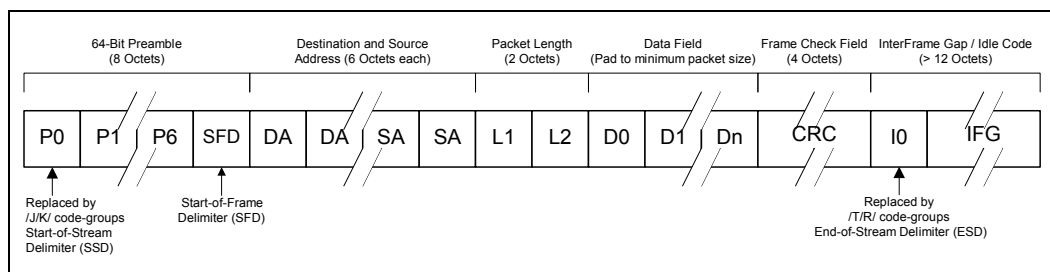 64-Bit Preamble
(8 Octets)
Destination and Source
Address (6 Octets each)
Packet Length
(2 Octets)
Data Field
(Pad to minimum packet size)
Frame Check Field
(4 Octets)
InterFrame Gap / Idle Code
(> 12 Octets)
P0 P1 P6 SFD DA DA SA SA L1 L2 D0 D1 Dn CRC I0 IFG
Replaced by
/J/K/ code-groups
Start-of-Stream
Delimiter (SSD)
Start-of-Frame
Delimiter (SFD)
Replaced by
/T/R/ code-groups
End-of-Stream Delimiter (ESD)